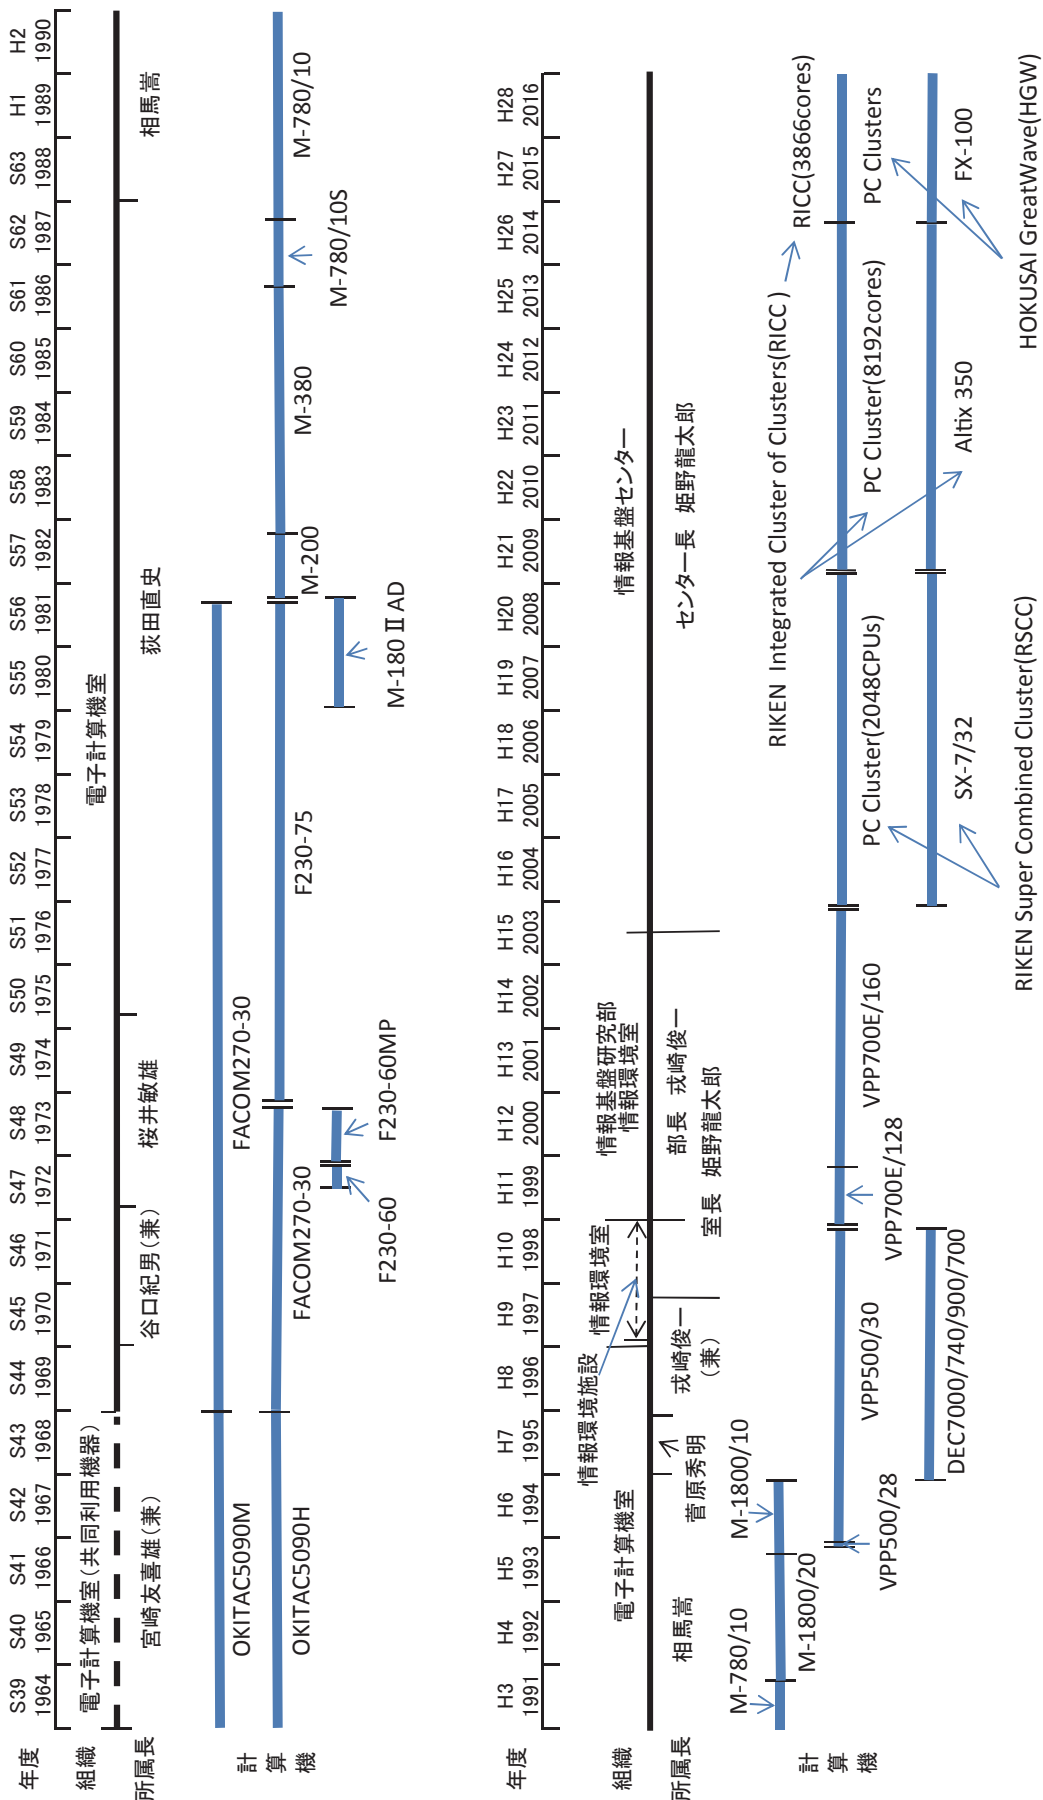 年度
S39 S40 S41 S42 S43 S44 S45 S46 S47 S48 S49 S50 S51 S52 S53 S54 S55 S56 S57 S58 S59 S60 S61 S62 S63 H1 H2
1964 1965 1966 1967 1968 1969 1970 1971 1972 1973 1974 1975 1976 1977 1978 1979 1980 1981 1982 1983 1984 1985 1986 1987 1988 1989 1990
組織
電子計算機室(共同利用機器) 電子計算機室
所属長
宮崎友喜雄(兼) 谷口紀男(兼) 桜井敏雄 荻田直史 相馬嵩
計算機
OKITAC5090M FACOM270-30
OKITAC5090H FACOM270-30 F230-75 M-200 M-380 M-780/10
M-780/10S
F230-60 F230-60MP M-180ⅡAD
年度
H3 H4 H5 H6 H7 H8 H9 H10 H11 H12 H13 H14 H15 H16 H17 H18 H19 H20 H21 H22 H23 H24 H25 H26 H27 H28
1991 1992 1993 1994 1995 1996 1997 1998 1999 2000 2001 2002 2003 2004 2005 2006 2007 2008 2009 2010 2011 2012 2013 2014 2015 2016
情報環境施設
情報環境室
情報基盤研究部
情報環境室
組織
電子計算機室 情報基盤センター
所属長
相馬嵩 菅原秀明 戎崎俊一
(兼)
部長 戎崎俊一
室長 姫野龍太郎
センター長 姫野龍太郎
計算機
M-780/10 M-1800/10
M-1800/20
RIKEN Integrated Cluster of Clusters(RICC) RICC(3866cores)
VPP500/28 VPP500/30 VPP700E/128 VPP700E/160 PC Cluster(2048CPUs) PC Cluster(8192cores) PC Clusters
DEC7000/740/900/700 SX-7/32 Altix 350 FX-100
RIKEN Super Combined Cluster(RSCC) HOKUSAI GreatWave(HGW)